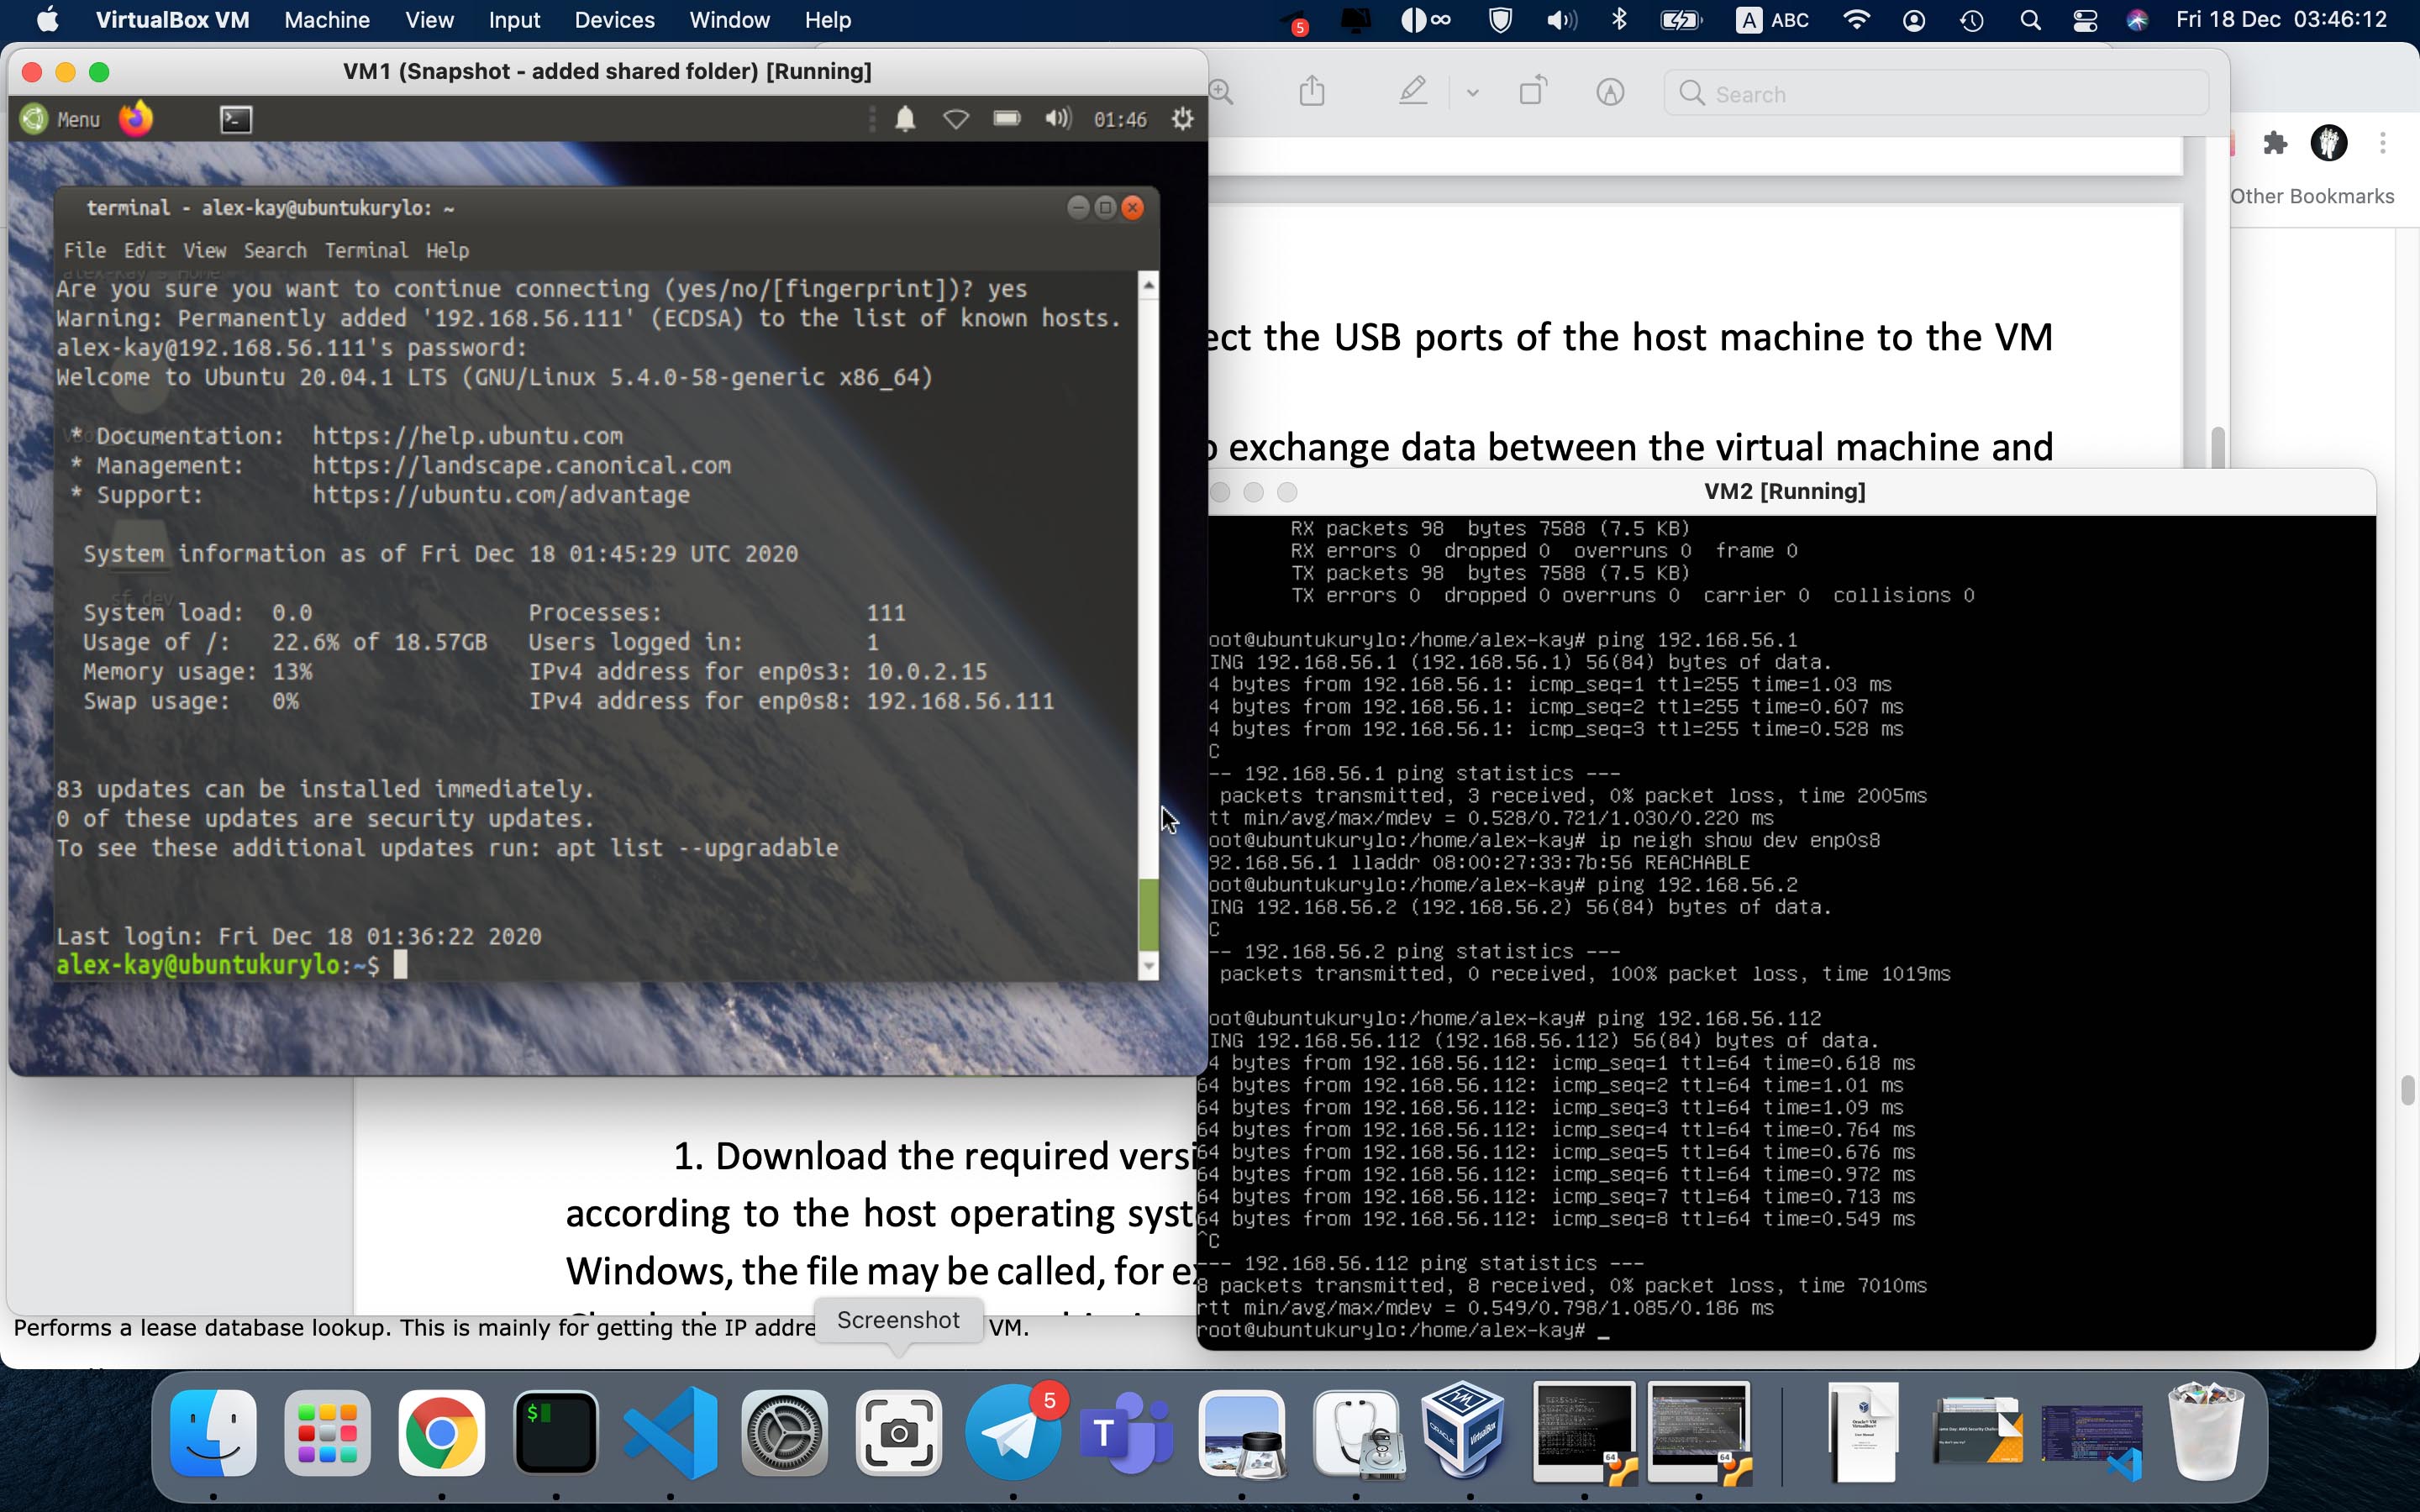 VirtualBox VM Machine View Input Devices Window Help
5 ∞ A ABC Fri 18 Dec 03:46:12
VM1 (Snapshot - added shared folder) [Running]
Menu 01:46
terminal - alex-kay@ubuntukurylo: ~
File Edit View Search Terminal Help
Are you sure you want to continue connecting (yes/no/[fingerprint])? yes
Warning: Permanently added '192.168.56.111' (ECDSA) to the list of known hosts.
alex-kay@192.168.56.111's password:
Welcome to Ubuntu 20.04.1 LTS (GNU/Linux 5.4.0-58-generic x86_64)
* Documentation: https://help.ubuntu.com
* Management: https://landscape.canonical.com
* Support: https://ubuntu.com/advantage
System information as of Fri Dec 18 01:45:29 UTC 2020
System load: 0.0 Processes: 111
Usage of /: 22.6% of 18.57GB Users logged in: 1
Memory usage: 13% IPv4 address for enp0s3: 10.0.2.15
Swap usage: 0% IPv4 address for enp0s8: 192.168.56.111
83 updates can be installed immediately.
0 of these updates are security updates.
To see these additional updates run: apt list --upgradable
Last login: Fri Dec 18 01:36:22 2020
alex-kay@ubuntukurylo:~$
Search
Other Bookmarks
ect the USB ports of the host machine to the VM
o exchange data between the virtual machine and
VM2 [Running]
RX packets 98 bytes 7588 (7.5 KB)
RX errors 0 dropped 0 overruns 0 frame 0
TX packets 98 bytes 7588 (7.5 KB)
TX errors 0 dropped 0 overruns 0 carrier 0 collisions 0
oot@ubuntukurylo:/home/alex-kay# ping 192.168.56.1
ING 192.168.56.1 (192.168.56.1) 56(84) bytes of data.
4 bytes from 192.168.56.1: icmp_seq=1 ttl=255 time=1.03 ms
4 bytes from 192.168.56.1: icmp_seq=2 ttl=255 time=0.607 ms
4 bytes from 192.168.56.1: icmp_seq=3 ttl=255 time=0.528 ms
C
-- 192.168.56.1 ping statistics ---
packets transmitted, 3 received, 0% packet loss, time 2005ms
tt min/avg/max/mdev = 0.528/0.721/1.030/0.220 ms
oot@ubuntukurylo:/home/alex-kay# ip neigh show dev enp0s8
92.168.56.1 lladdr 08:00:27:33:7b:56 REACHABLE
oot@ubuntukurylo:/home/alex-kay# ping 192.168.56.2
ING 192.168.56.2 (192.168.56.2) 56(84) bytes of data.
C
-- 192.168.56.2 ping statistics ---
packets transmitted, 0 received, 100% packet loss, time 1019ms
oot@ubuntukurylo:/home/alex-kay# ping 192.168.56.112
ING 192.168.56.112 (192.168.56.112) 56(84) bytes of data.
4 bytes from 192.168.56.112: icmp_seq=1 ttl=64 time=0.618 ms
64 bytes from 192.168.56.112: icmp_seq=2 ttl=64 time=1.01 ms
64 bytes from 192.168.56.112: icmp_seq=3 ttl=64 time=1.09 ms
64 bytes from 192.168.56.112: icmp_seq=4 ttl=64 time=0.764 ms
64 bytes from 192.168.56.112: icmp_seq=5 ttl=64 time=0.676 ms
64 bytes from 192.168.56.112: icmp_seq=6 ttl=64 time=0.972 ms
64 bytes from 192.168.56.112: icmp_seq=7 ttl=64 time=0.713 ms
64 bytes from 192.168.56.112: icmp_seq=8 ttl=64 time=0.549 ms
^C
--- 192.168.56.112 ping statistics ---
8 packets transmitted, 8 received, 0% packet loss, time 7010ms
rtt min/avg/max/mdev = 0.549/0.798/1.085/0.186 ms
root@ubuntukurylo:/home/alex-kay# _
1. Download the required versi
according to the host operating syst
Windows, the file may be called, for ex
Performs a lease database lookup. This is mainly for getting the IP addre VM.
Screenshot
5